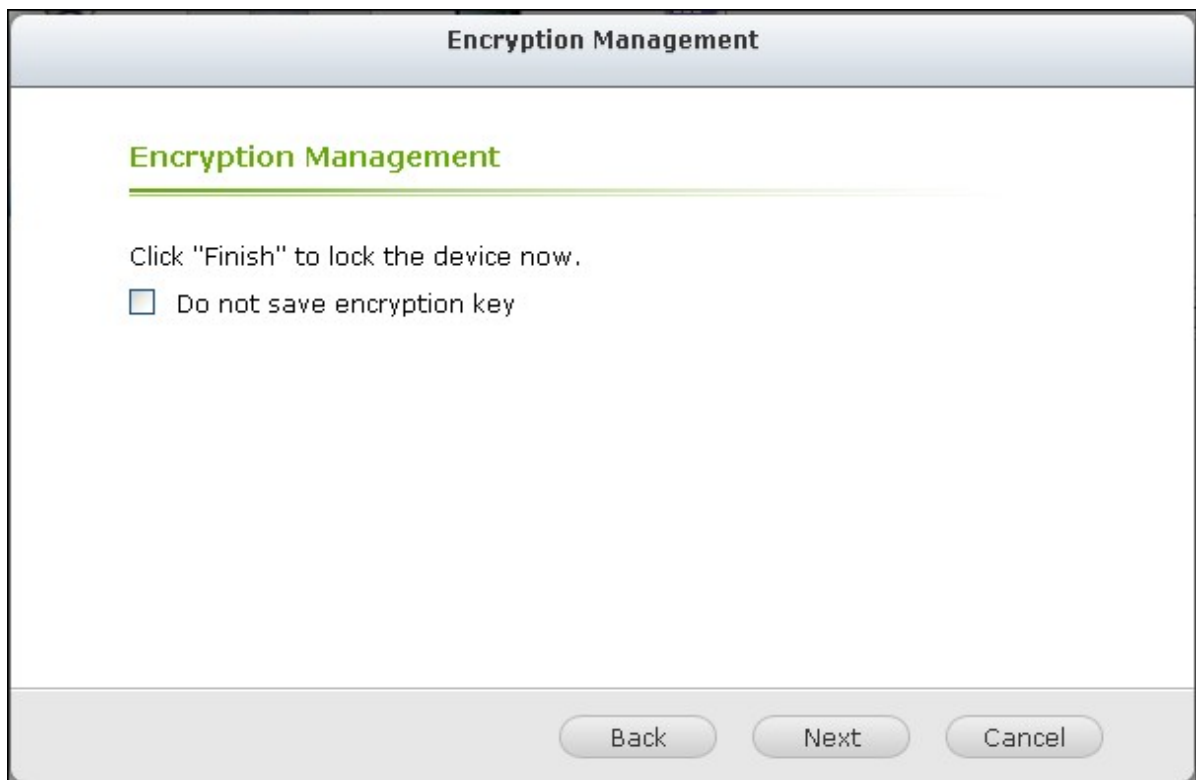 Encryption Management
Encryption Management
Click "Finish" to lock the device now.
Do not save encryption key
Back Next Cancel